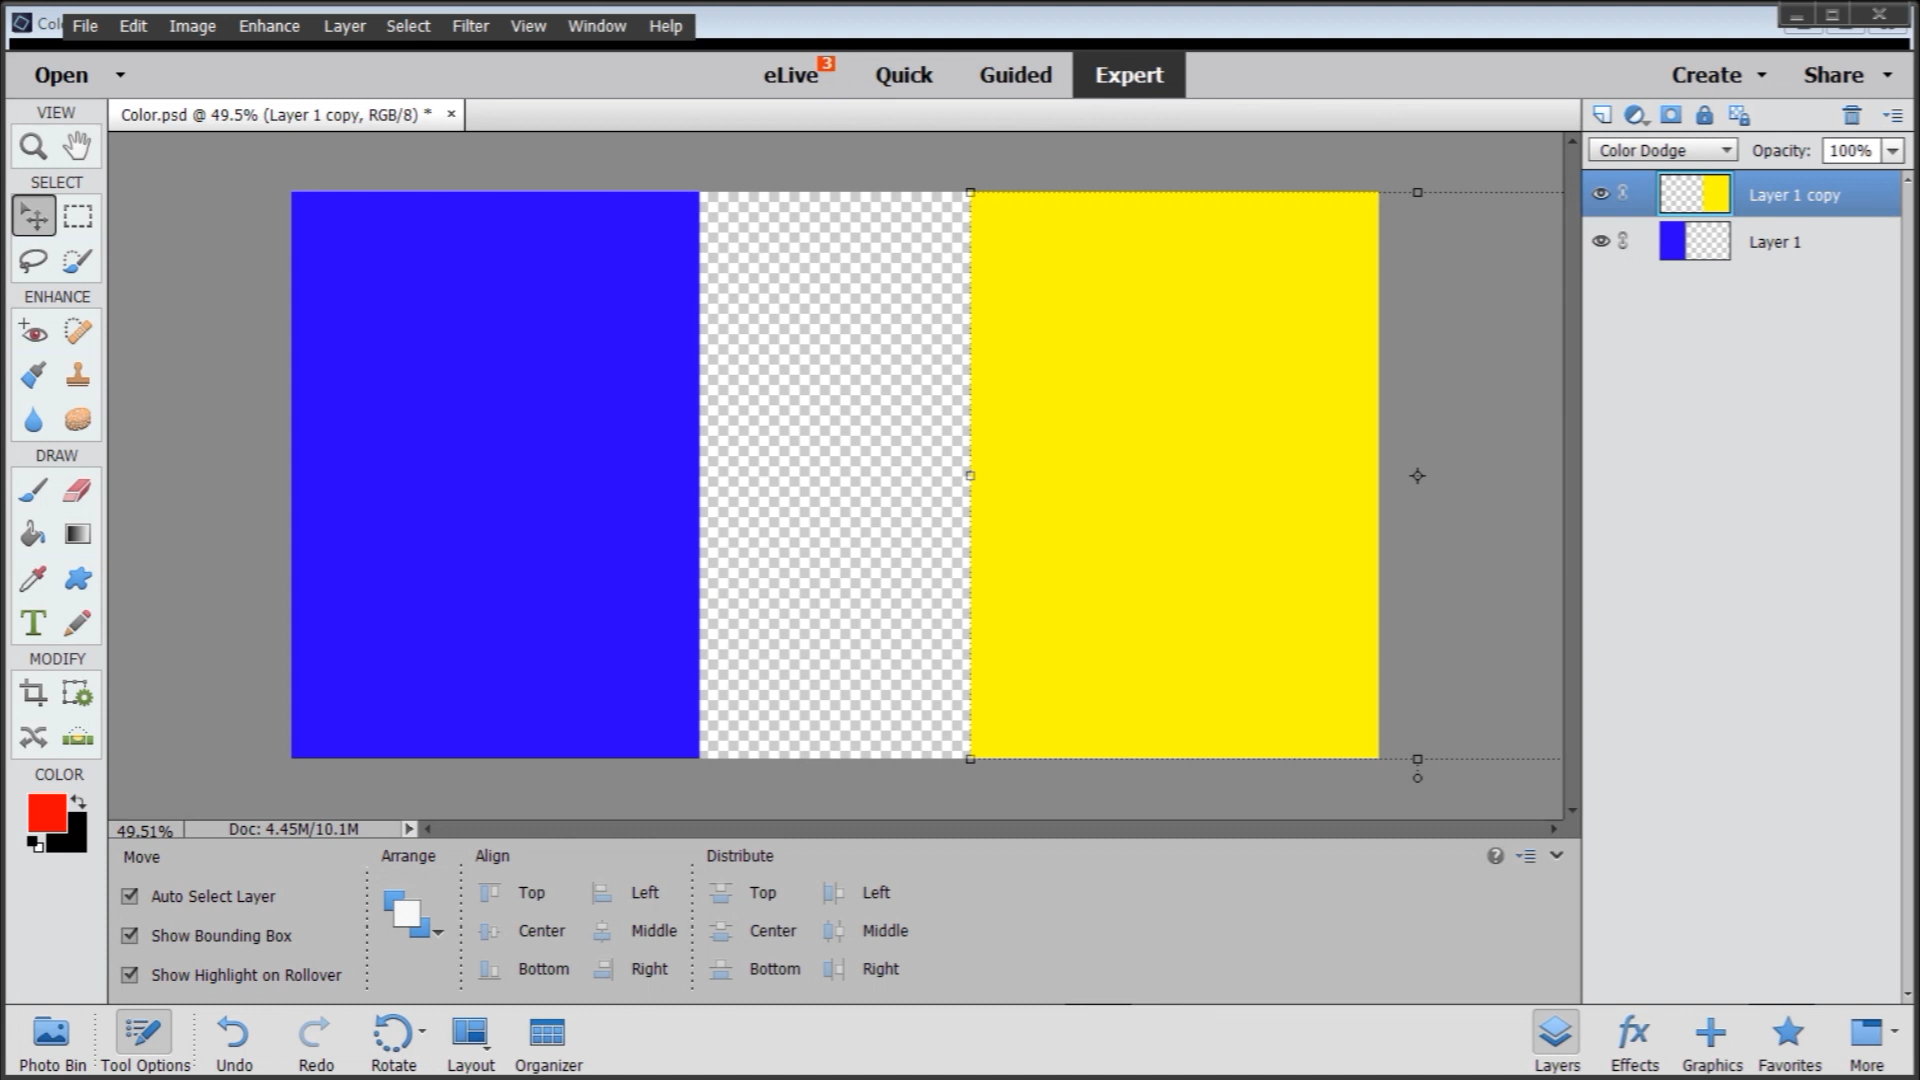 Col File Edit Image Enhance Layer Select Filter View Window Help
Open eLive 3 Quick Guided Expert Create Share
VIEW
Color.psd @ 49.5% (Layer 1 copy, RGB/8) * ×
Color Dodge Opacity: 100%
SELECT
Layer 1 copy
Layer 1
ENHANCE
DRAW
T
MODIFY
COLOR
49.51% Doc: 4.45M/10.1M
Move Arrange Align Distribute
Auto Select Layer Top Left Top Left
Show Bounding Box Center Middle Center Middle
Show Highlight on Rollover Bottom Right Bottom Right
fx
Photo Bin Tool Options Undo Redo Rotate Layout Organizer Layers Effects Graphics Favorites More